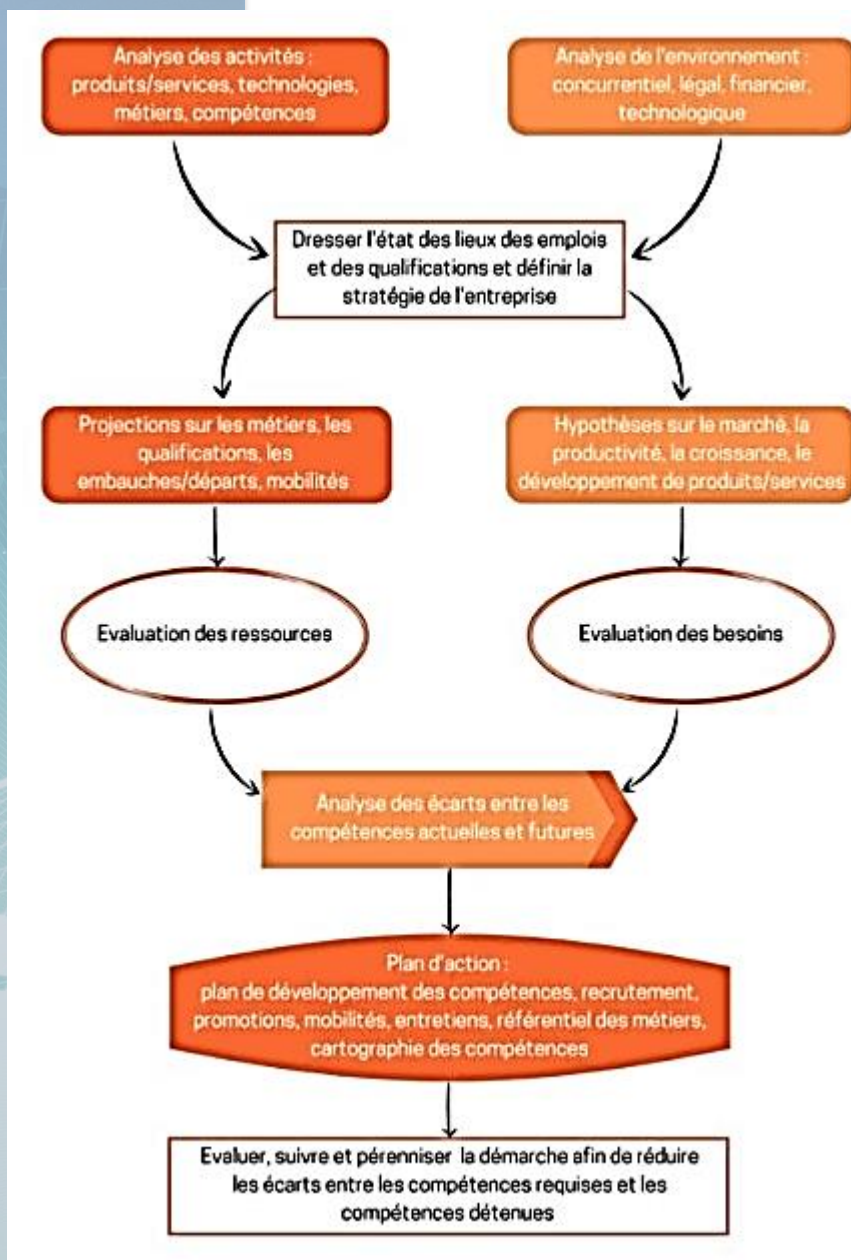 Analyse des activités :
produits/services, technologies,
métiers, compétences
Analyse de l'environnement :
concurrentiel, légal, financier,
technologique
Dresser l'état des lieux des emplois
et des qualifications et définir la
stratégie de l'entreprise
Projections sur les métiers, les
qualifications, les
embauches/départs, mobilités
Hypothèses sur le marché, la
productivité, la croissance, le
développement de produits/services
Evaluation des ressources
Evaluation des besoins
Analyse des écarts entre les
compétences actuelles et futures
Plan d'action :
plan de développement des compétences, recrutement,
promotions, mobilités, entretiens, référentiel des métiers,
cartographie des compétences
Evaluer, suivre et pérenniser la démarche afin de réduire
les écarts entre les compétences requises et les
compétences détenues